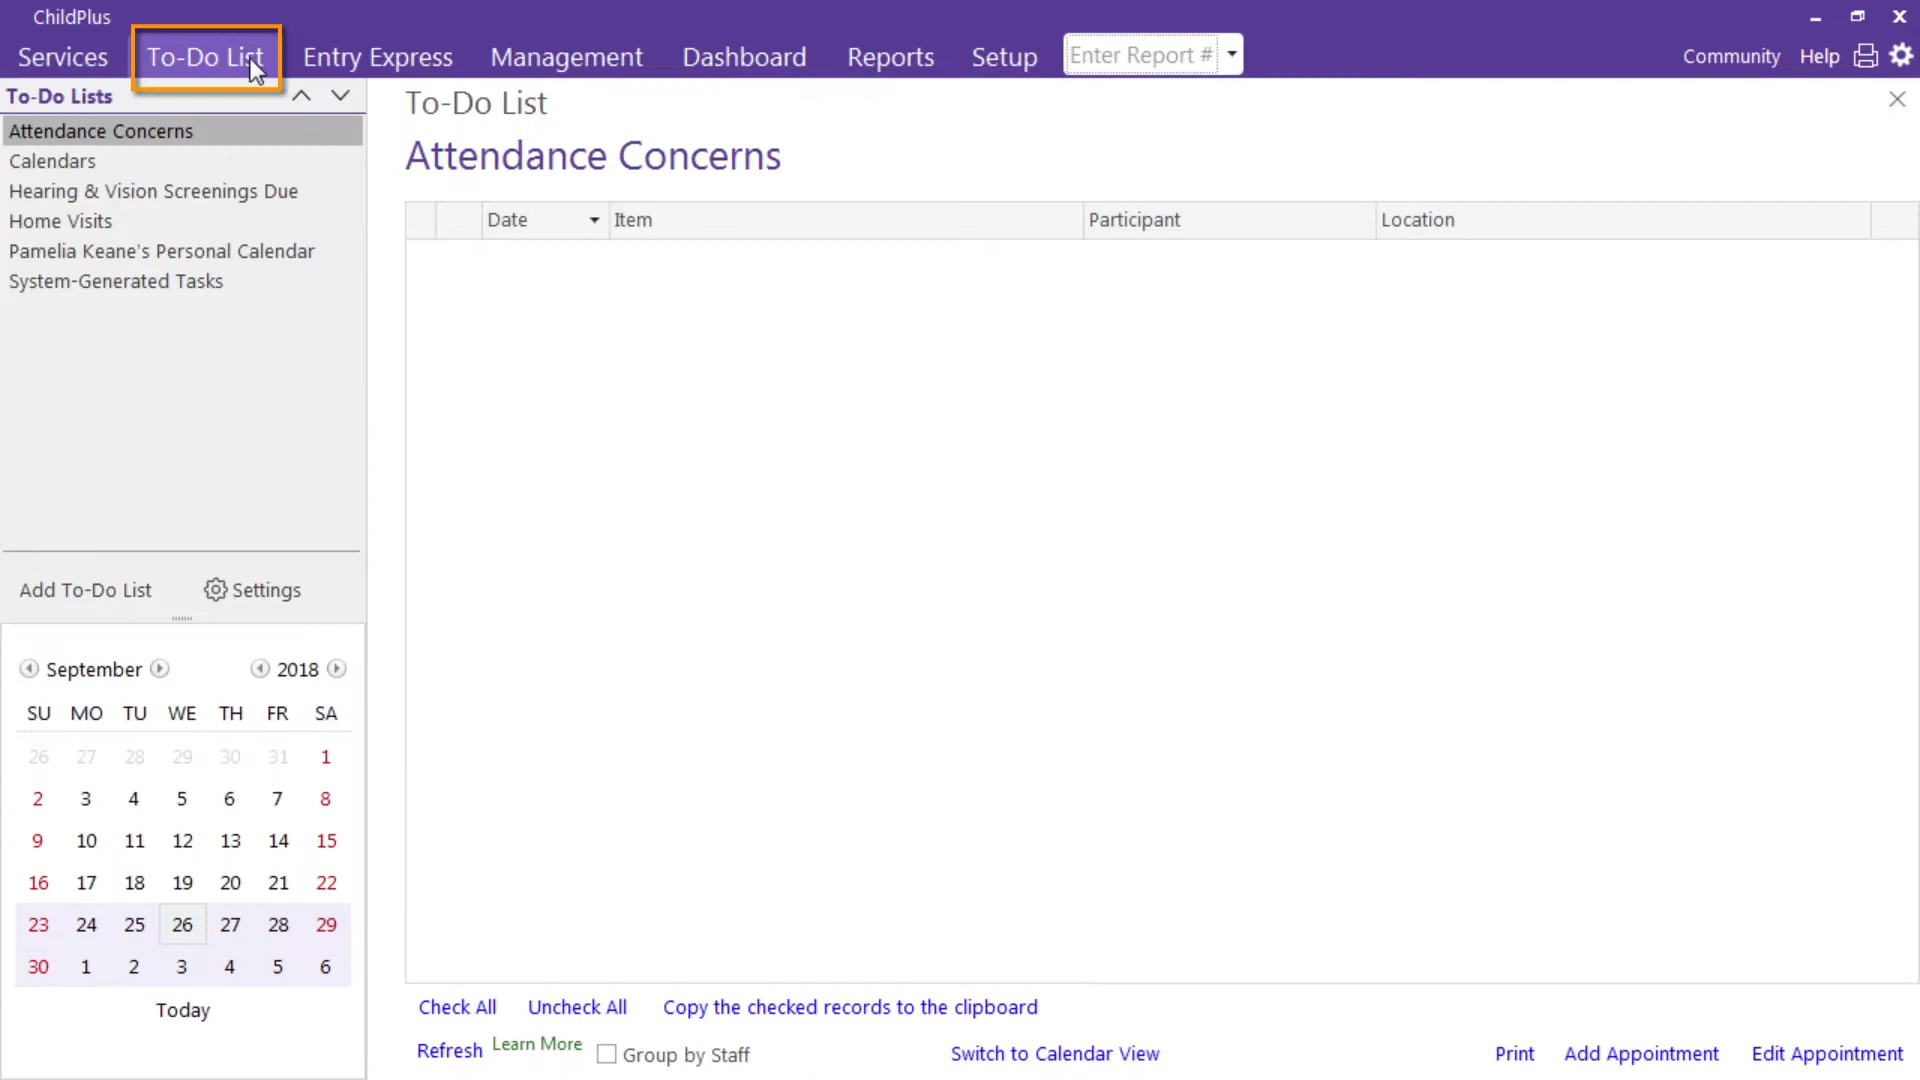 ChildPlus
Services To-Do List Entry Express Management Dashboard Reports Setup Enter Report # Community Help
To-Do Lists
Attendance Concerns
Calendars
Hearing & Vision Screenings Due
Home Visits
Pamelia Keane's Personal Calendar
System-Generated Tasks
Add To-Do List Settings
September 2018
SU MO TU WE TH FR SA
26 27 28 29 30 31 1
2 3 4 5 6 7 8
9 10 11 12 13 14 15
16 17 18 19 20 21 22
23 24 25 26 27 28 29
30 1 2 3 4 5 6
Today
To-Do List
Attendance Concerns
Date Item Participant Location
Check All Uncheck All Copy the checked records to the clipboard
Refresh Learn More Group by Staff Switch to Calendar View Print Add Appointment Edit Appointment